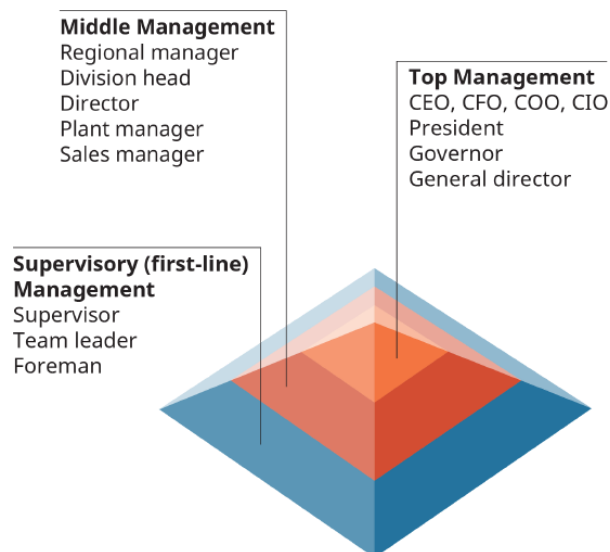 Middle Management
Regional manager
Division head
Director
Plant manager
Sales manager
Top Management
CEO, CFO, COO, CIO
President
Governor
General director
Supervisory (first-line)
Management
Supervisor
Team leader
Foreman